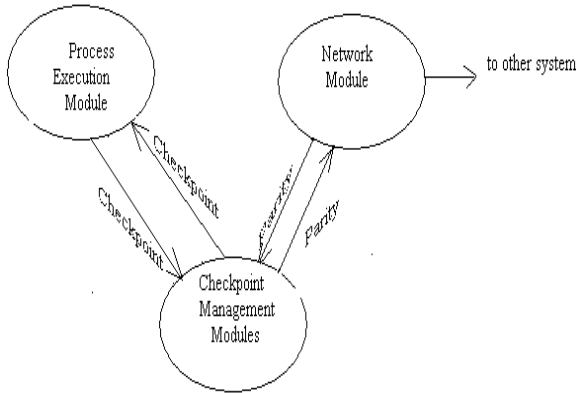 Process
Execution
Module
Network
Module
to other system
Checkpoint
Checkpoint
Parity
Checkpoint
Management
Modules